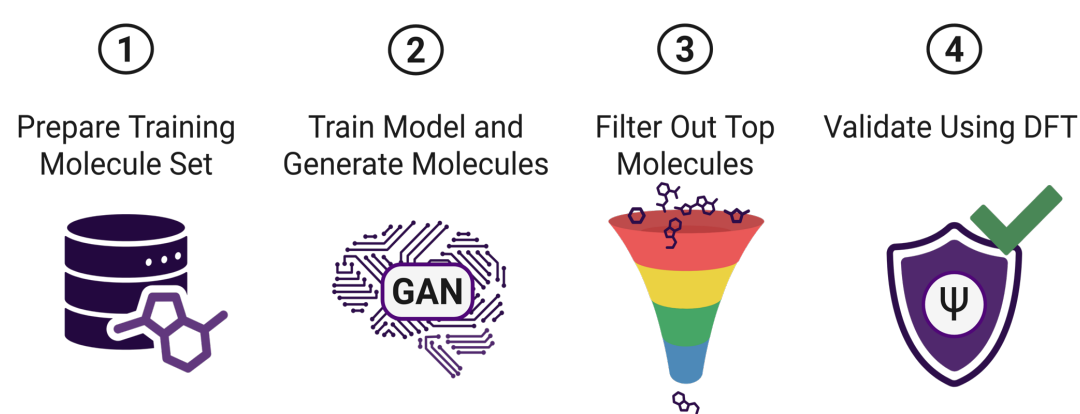 1
Prepare Training
Molecule Set
2
Train Model and
Generate Molecules
GAN
3
Filter Out Top
Molecules
4
Validate Using DFT
Ψ